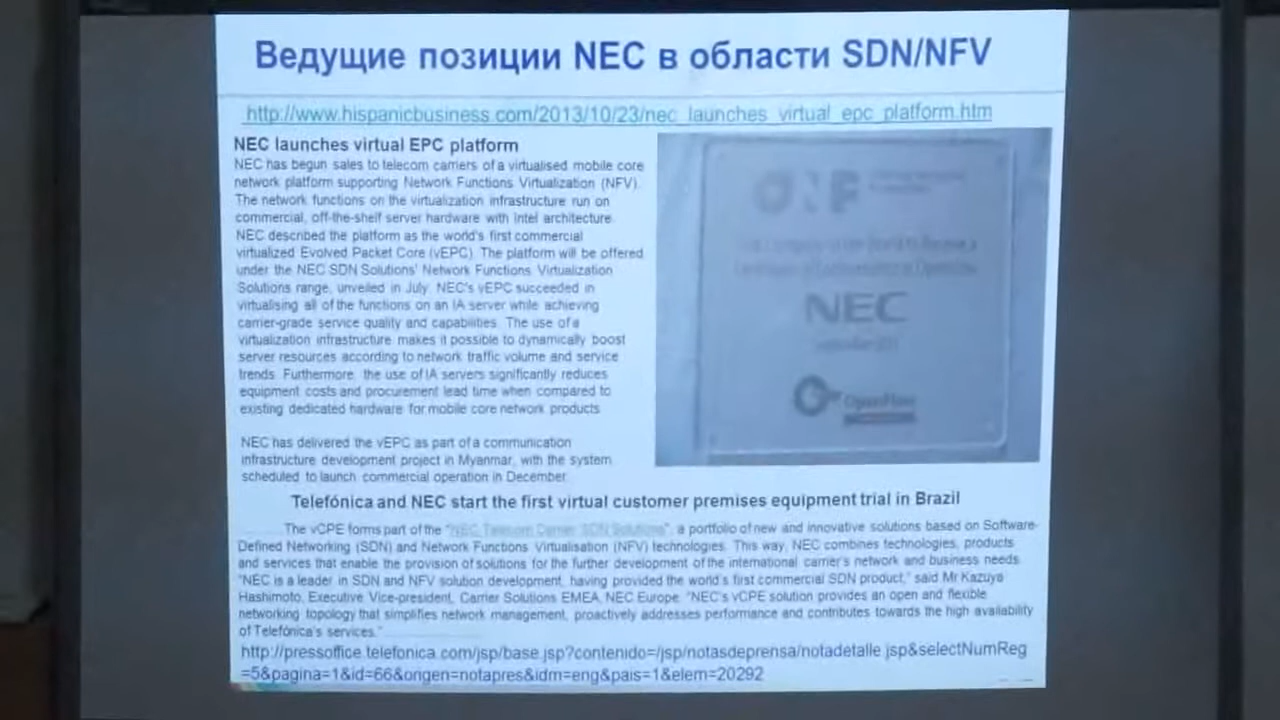 Ведущие позиции NEC в области SDN/NFV
http://www.hispanicbusiness.com/2013/10/23/nec_launches_virtual_epc_platform.htm
NEC launches virtual EPC platform
NEC has begun sales to telecom carriers of a virtualised mobile core
network platform supporting Network Functions Virtualization (NFV).
The network functions on the virtualization infrastructure run on
commercial, off-the-shelf server hardware with Intel architecture.
NEC described the platform as the world's first commercial
virtualized Evolved Packet Core (vEPC). The platform will be offered
under the NEC SDN Solutions' Network Functions Virtualization
Solutions range, unveiled in July. NEC's vEPC succeeded in
virtualising all of the functions on an IA server while achieving
carrier-grade service quality and capabilities. The use of a
virtualization infrastructure makes it possible to dynamically boost
server resources according to network traffic volume and service
trends. Furthermore, the use of IA servers significantly reduces
equipment costs and procurement lead time when compared to
existing dedicated hardware for mobile core network products.
NEC has delivered the vEPC as part of a communication
infrastructure development project in Myanmar, with the system
scheduled to launch commercial operation in December.
ONF
NEC
OpenFlow
Telefónica and NEC start the first virtual customer premises equipment trial in Brazil
The vCPE forms part of the "NEC Telecom Carrier SDN Solutions", a portfolio of new and innovative solutions based on Software-
Defined Networking (SDN) and Network Functions Virtualisation (NFV) technologies. This way, NEC combines technologies, products
and services that enable the provision of solutions for the further development of the international carrier's network and business needs.
"NEC is a leader in SDN and NFV solution development, having provided the world's first commercial SDN product," said Mr Kazuya
Hashimoto, Executive Vice-president, Carrier Solutions EMEA, NEC Europe. "NEC's vCPE solution provides an open and flexible
networking topology that simplifies network management, proactively addresses performance and contributes towards the high availability
of Telefónica's services."
http://pressoffice.telefonica.com/jsp/base.jsp?contenido=/jsp/notasdeprensa/notadetalle.jsp&selectNumReg
=5&pagina=1&id=66&origen=notapres&idm=eng&pais=1&elem=20292